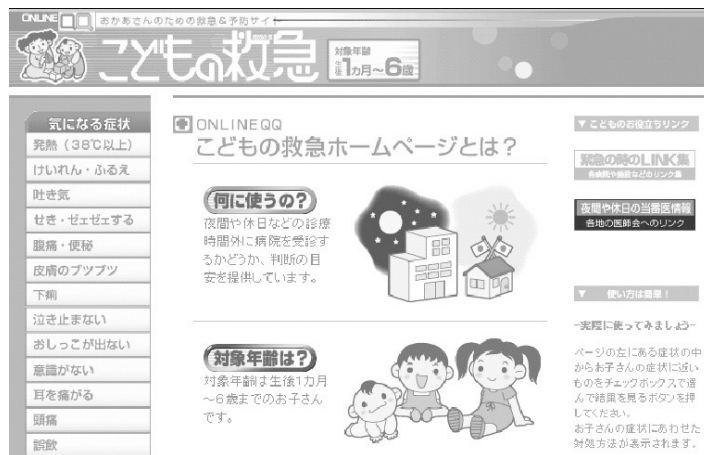 ONLINE QQ おかあさんのための救急&予防サイト
こどもの救急
対象年齢
生後1カ月～6歳
気になる症状
発熱（38℃以上）
けいれん・ふるえ
吐き気
せき・ゼェゼェする
腹痛・便秘
皮膚のブツブツ
下痢
泣き止まない
おしっこが出ない
意識がない
耳を痛がる
頭痛
誤飲
ONLINE QQ
こどもの救急ホームページとは？
何に使うの？
夜間や休日などの診療
時間外に病院を受診す
るかどうか、判断の目
安を提供しています。
対象年齢は？
対象年齢は生後1カ月
～6歳までのお子さん
です。
▼ こどものお役立ちリンク
緊急の時のLINK集
各病院や施設などのリンク集
夜間や休日の当番医情報
各地の医師会へのリンク
▼ 使い方は簡単！
-実際に使ってみましょう-
ページの左にある症状の中
からお子さんの症状に近い
ものをチェックボックスで選
んで結果を見るボタンを押
してください。
お子さんの症状にあわせた
対処方法が表示されます。